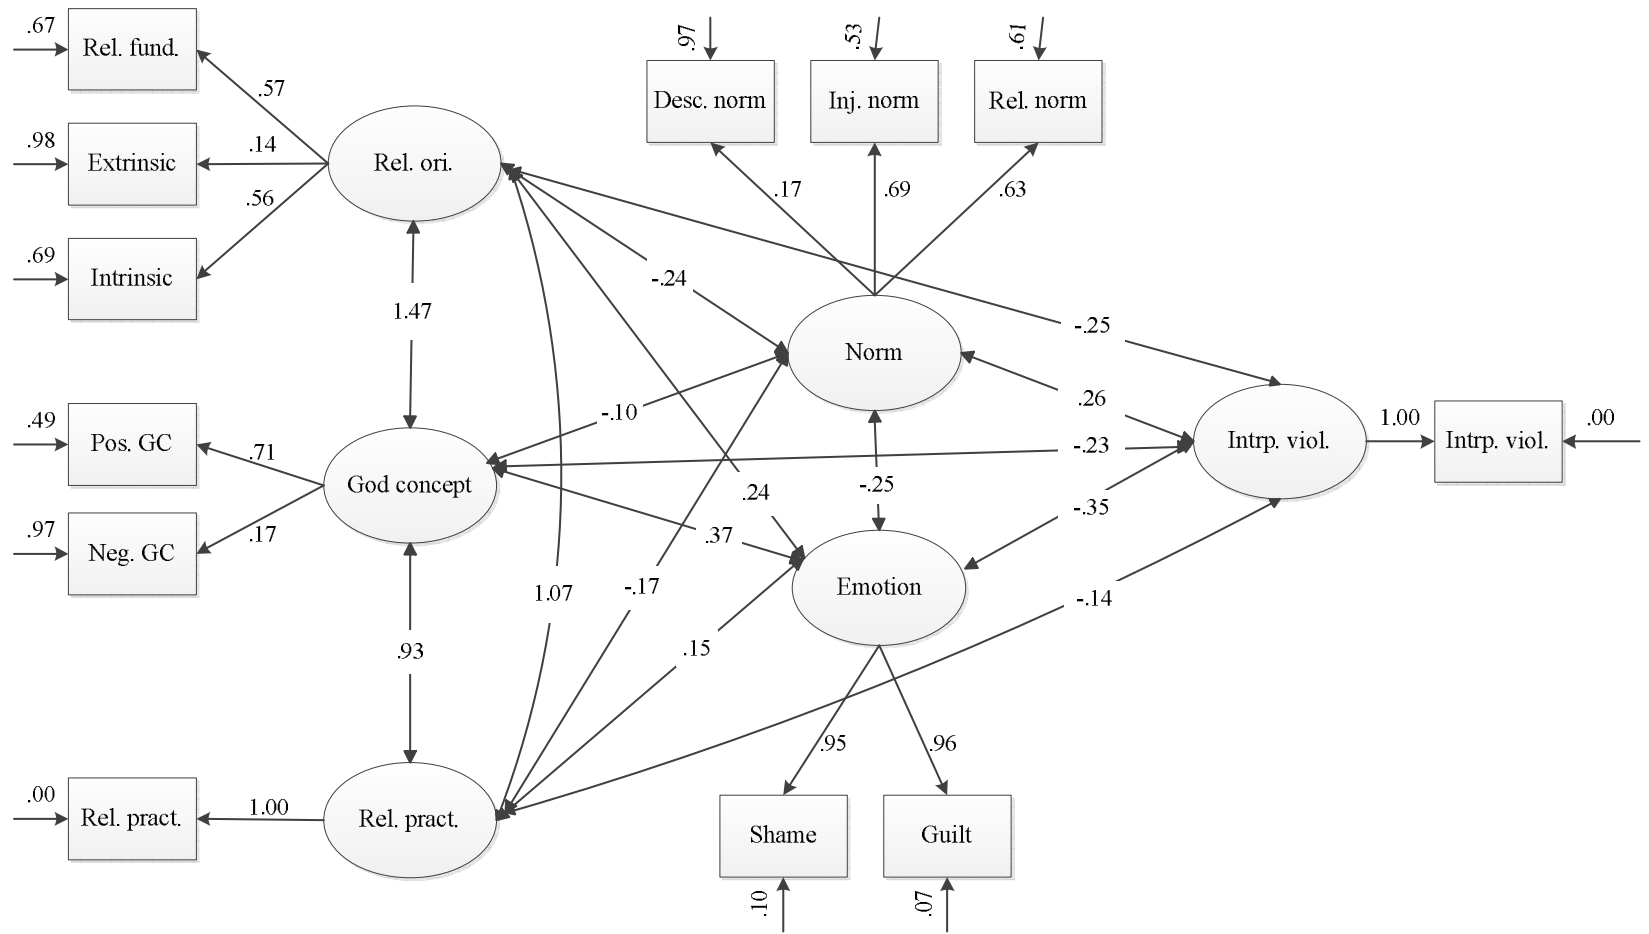 .67
Rel. fund.
.57
.98
Extrinsic
.14
.56
.69
Intrinsic
Rel. ori.
.97
.53
.61
Desc. norm
Inj. norm
Rel. norm
.17
.69
.63
-.24
1.47
-.25
Norm
-.10
.26
.49
Pos. GC
.71
God concept
.97
Neg. GC
.17
-.23
Intrp. viol.
1.00
Intrp. viol.
.00
.24
-.25
.37
-.35
Emotion
1.07
-.17
-.14
.93
.15
.95
.96
.00
Rel. pract.
1.00
Rel. pract.
Shame
Guilt
.10
.07